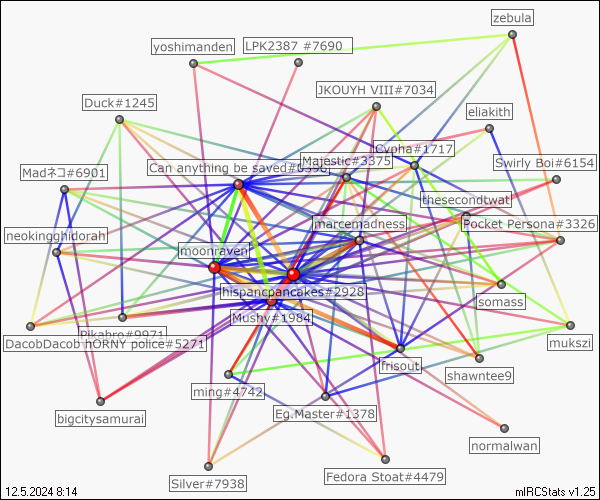 zebula
yoshimanden
LPK2387 #7690
JKOUYH VIII#7034
Duck#1245
eliakith
Cypha#1717
Can anything be saved#0398
Majestic#3375
Swirly Boi#6154
Madネコ#6901
thesecondtwat
marcemadness
Pocket Persona#3326
neokingghidorah
moonraven
hispancpancakes#2928
somass
Mushy#1984
Pikabro#9971
DacobDacob hORNY police#5271
mukszi
frisout
shawntee9
ming#4742
Eg.Master#1378
bigcitysamurai
normalwan
Silver#7938
Fedora Stoat#4479
12.5.2024 8:14
mIRCStats v1.25